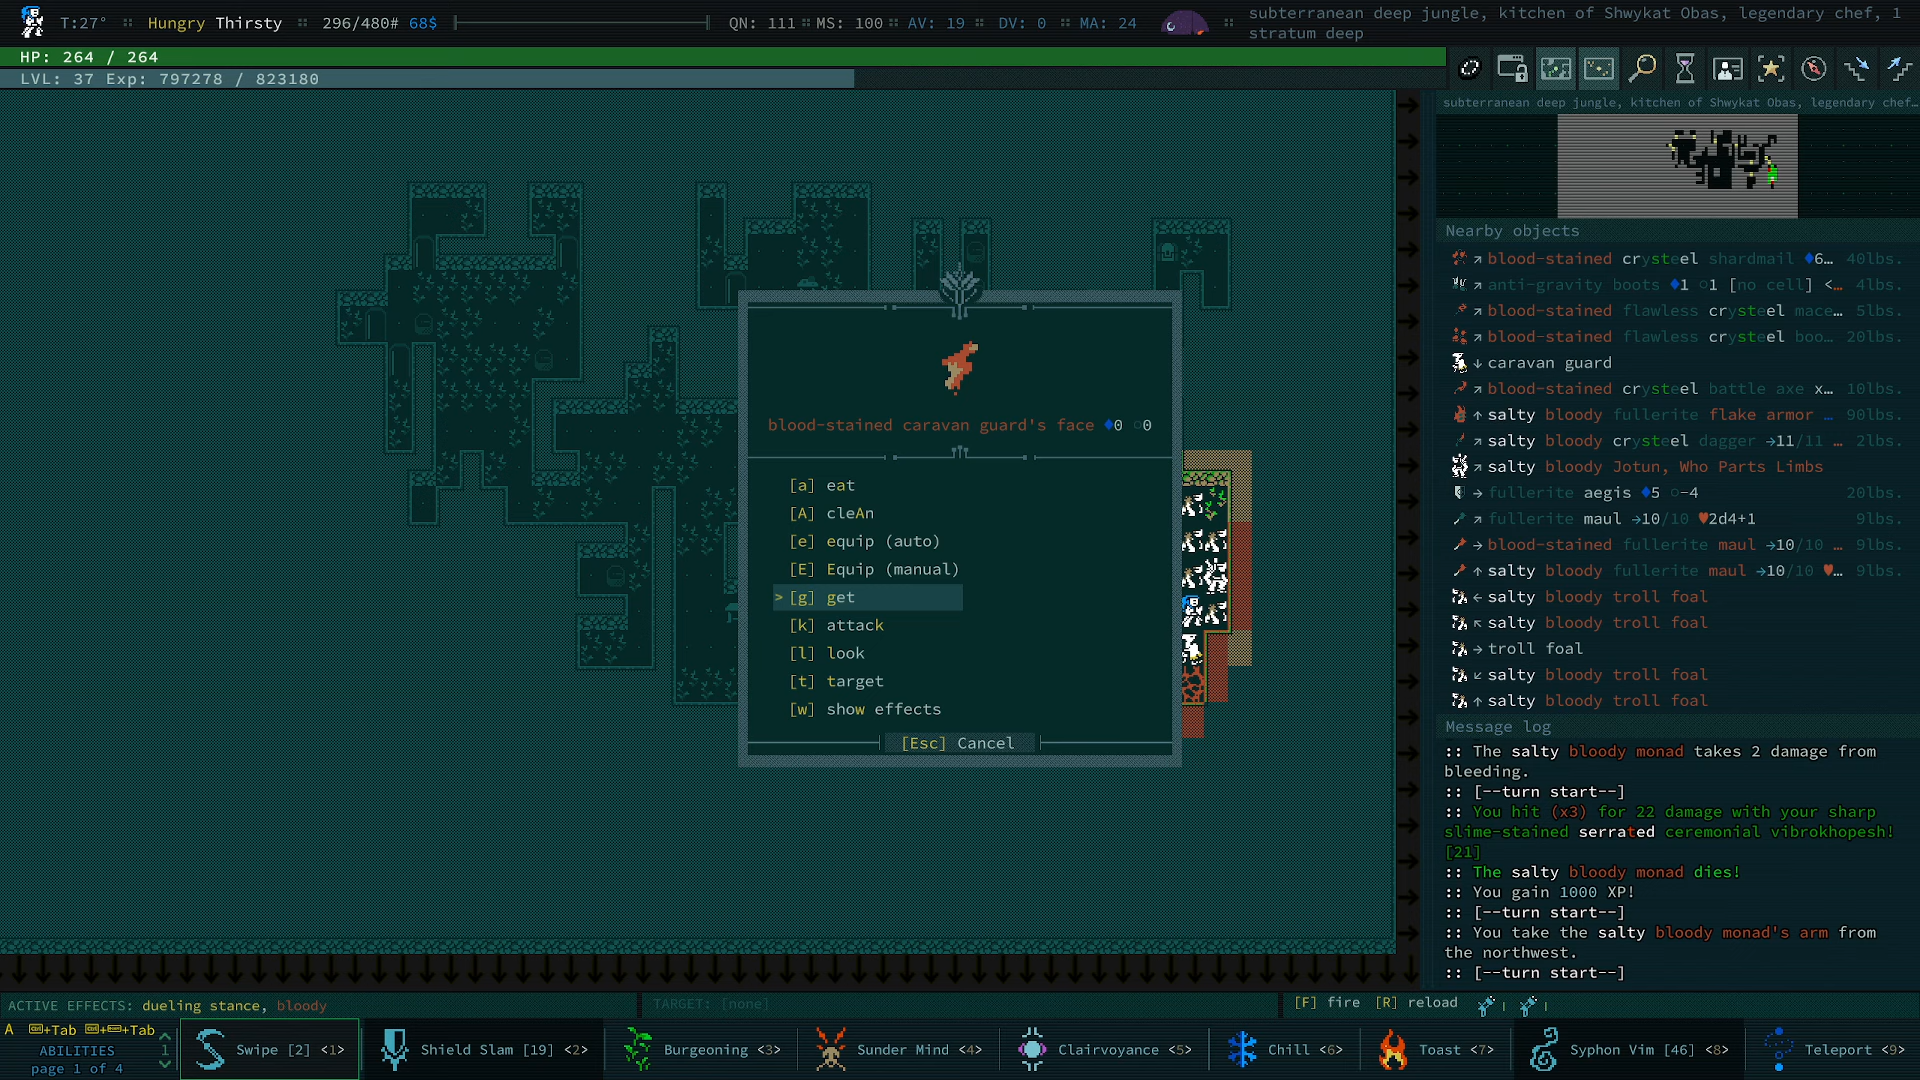 T:27° :: Hungry Thirsty :: 296/480# 68$ QN: 111 :: MS: 100 :: AV: 19 :: DV: 0 :: MA: 24 :: subterranean deep jungle, kitchen of Shwykat Obas, legendary chef, 1
stratum deep
HP: 264 / 264
LVL: 37 Exp: 797278 / 823180
subterranean deep jungle, kitchen of Shwykat Obas, legendary chef…
Nearby objects
blood-stained crysteel shardmail ♦6… 40lbs.
anti-gravity boots ♦1 ○1 [no cell] <… 4lbs.
blood-stained flawless crysteel mace… 5lbs.
blood-stained flawless crysteel boo… 20lbs.
caravan guard
blood-stained crysteel battle axe x… 10lbs.
salty bloody fullerite flake armor … 90lbs.
salty bloody crysteel dagger →11/11 … 2lbs.
salty bloody Jotun, Who Parts Limbs
fullerite aegis ♦5 ○-4 20lbs.
fullerite maul →10/10 ♥2d4+1 9lbs.
blood-stained fullerite maul →10/10 … 9lbs.
salty bloody fullerite maul →10/10 ♥… 9lbs.
salty bloody troll foal
salty bloody troll foal
troll foal
salty bloody troll foal
salty bloody troll foal
blood-stained caravan guard's face ♦0 ○0
[a] eat
[A] cleAn
[e] equip (auto)
[E] Equip (manual)
> [g] get
[k] attack
[l] look
[t] target
[w] show effects
[Esc] Cancel
Message log
:: The salty bloody monad takes 2 damage from
bleeding.
:: [--turn start--]
:: You hit (x3) for 22 damage with your sharp
slime-stained serrated ceremonial vibrokhopesh!
[21]
:: The salty bloody monad dies!
:: You gain 1000 XP!
:: [--turn start--]
:: You take the salty bloody monad's arm from
the northwest.
:: [--turn start--]
ACTIVE EFFECTS: dueling stance, bloody
TARGET: [none]
[F] fire [R] reload
A Ctrl+Tab
ABILITIES 1
page 1 of 4
Swipe [2] <1>
Shield Slam [19] <2>
Burgeoning <3>
Sunder Mind <4>
Clairvoyance <5>
Chill <6>
Toast <7>
Syphon Vim [46] <8>
Teleport <9>